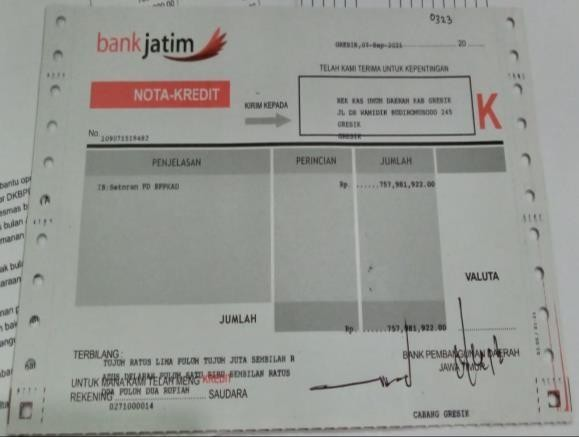 0323
bankjatim
GRESIK, 07-Sep-2021 20
TELAH KAMI TERIMA UNTUK KEPENTINGAN
NOTA-KREDIT
KIRIM KEPADA
REK KAS UMUM DAERAH KAB GRESIK
JL DR WAHIDIN SUDIROHUSODO 245
GRESIK
GRESIK
K
No. 209071519482
PENJELASAN PERINCIAN JUMLAH
IB:Setoran PD BPPKAD Rp. ......757,981,922.00
VALUTA
JUMLAH
Rp. ......757,981,922.00
TERBILANG :
TUJUH RATUS LIMA PULUH TUJUH JUTA SEMBILAN R
ATUS DELAPAN PULUH SATU RIBU SEMBILAN RATUS
DUA PULUH DUA RUPIAH
UNTUK MANA KAMI TELAH MENG KREDIT
REKENING SAUDARA
0271000014
BANK PEMBANGUNAN DAERAH
JAWA TIMUR
CABANG GRESIK